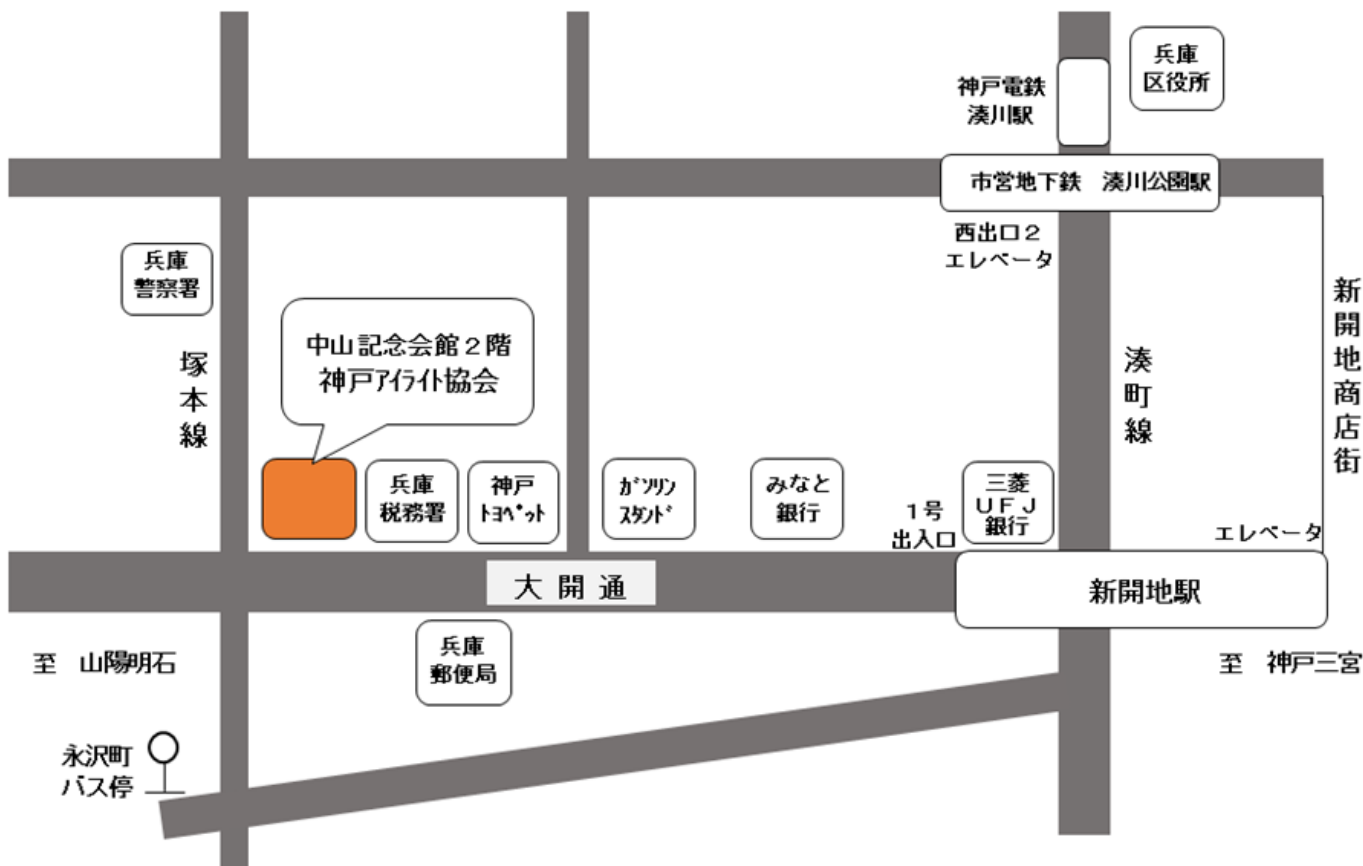 兵庫
区役所
神戸電鉄
湊川駅
市営地下鉄　湊川公園駅
西出口２
エレベータ
兵庫
警察署
中山記念会館２階
神戸ｱｲﾗｲﾄ協会
塚本線
湊町線
新開地商店街
兵庫
税務署
神戸
ﾄﾖﾍﾟｯﾄ
ｶﾞｿﾘﾝ
ｽﾀﾝﾄﾞ
みなと
銀行
１号
出入口
三菱
ＵＦＪ
銀行
エレベータ
大開通
新開地駅
兵庫
郵便局
至　山陽明石
至　神戸三宮
永沢町
バス停